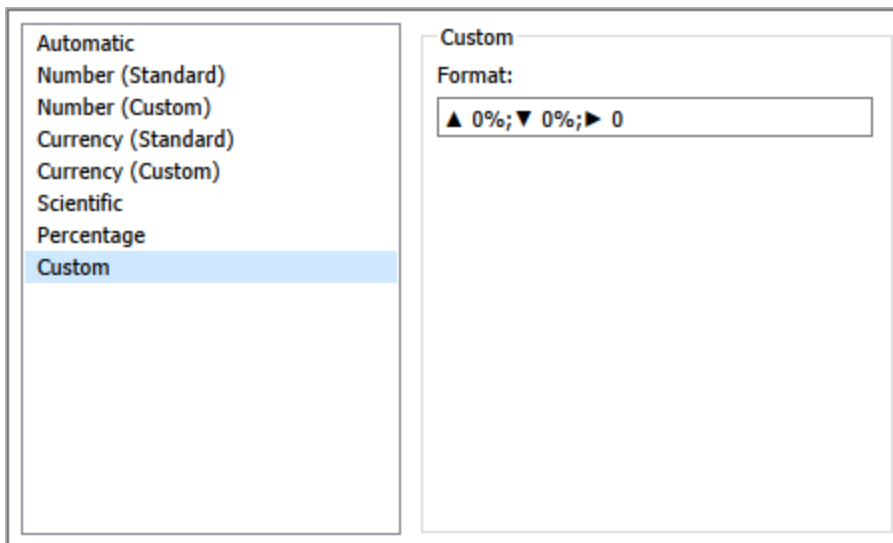 Automatic
Number (Standard)
Number (Custom)
Currency (Standard)
Currency (Custom)
Scientific
Percentage
Custom
Custom
Format:
▲ 0%;▼ 0%;► 0